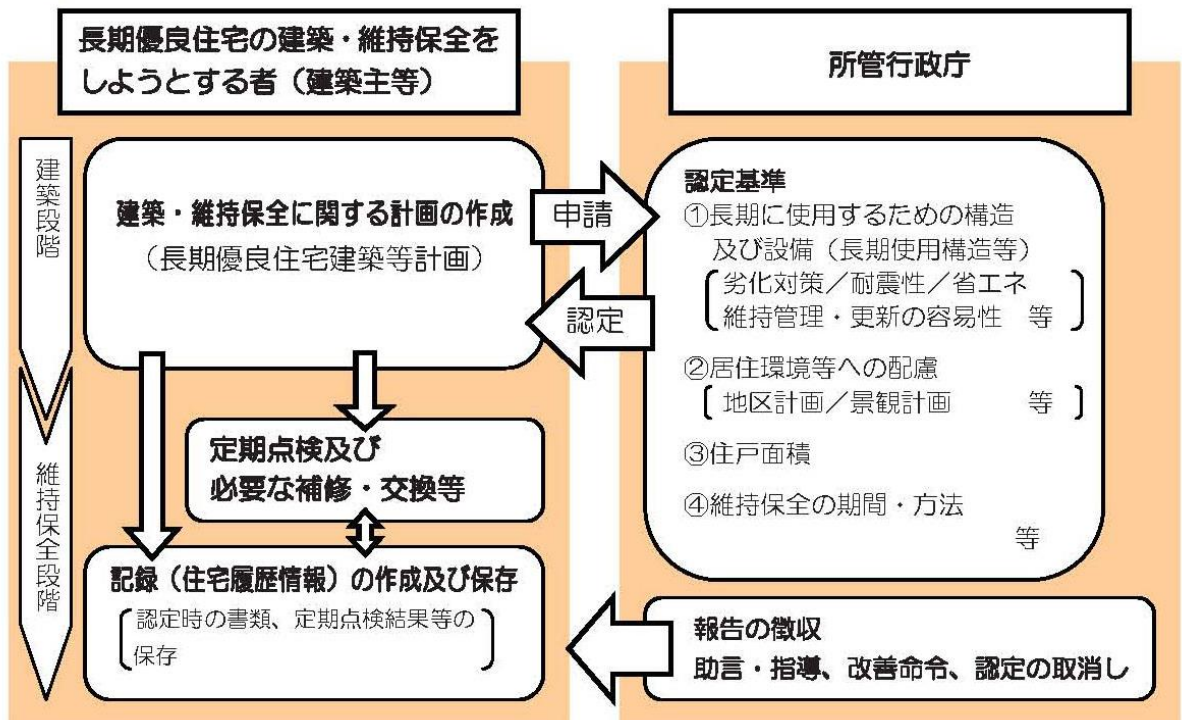 長期優良住宅の建築・維持保全を
しようとする者（建築主等）
所管行政庁
建築段階
建築・維持保全に関する計画の作成
（長期優良住宅建築等計画）
申請
認定
認定基準
①長期に使用するための構造
及び設備（長期使用構造等）
劣化対策／耐震性／省エネ
維持管理・更新の容易性　等
②居住環境等への配慮
地区計画／景観計画　等
③住戸面積
④維持保全の期間・方法
等
維持保全段階
定期点検及び
必要な補修・交換等
記録（住宅履歴情報）の作成及び保存
認定時の書類、定期点検結果等の
保存
報告の徴収
助言・指導、改善命令、認定の取消し